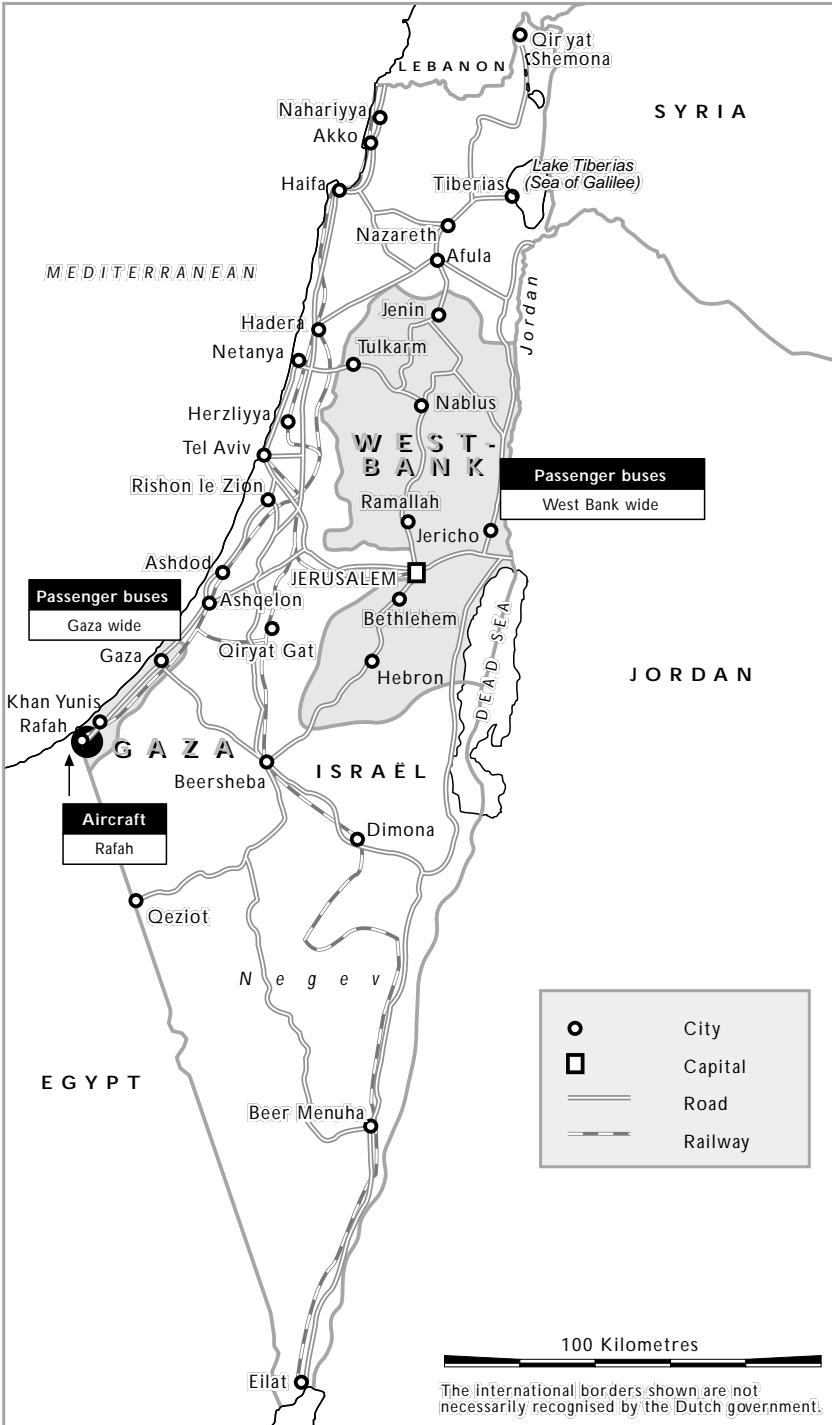 Qiryat
Shemona
LEBANON
SYRIA
Nahariyya
Akko
Lake Tiberias
(Sea of Galilee)
Haifa
Tiberias
Nazareth
Afula
MEDITERRANEAN
Jordan
Jenin
Hadera
Tulkarm
Netanya
Nablus
Herzliyya
WEST-
BANK
Tel Aviv
Passenger buses
West Bank wide
Rishon le Zion
Ramallah
Jericho
Ashdod
JERUSALEM
Passenger buses
Gaza wide
Ashqelon
Bethlehem
DEAD SEA
Qiryat Gat
Gaza
Hebron
JORDAN
Khan Yunis
Rafah
GAZA
ISRAËL
Beersheba
Aircraft
Rafah
Dimona
Qeziot
Negev
City
Capital
Road
Railway
EGYPT
Beer Menuha
100 Kilometres
Eilat
The international borders shown are not
necessarily recognised by the Dutch government.